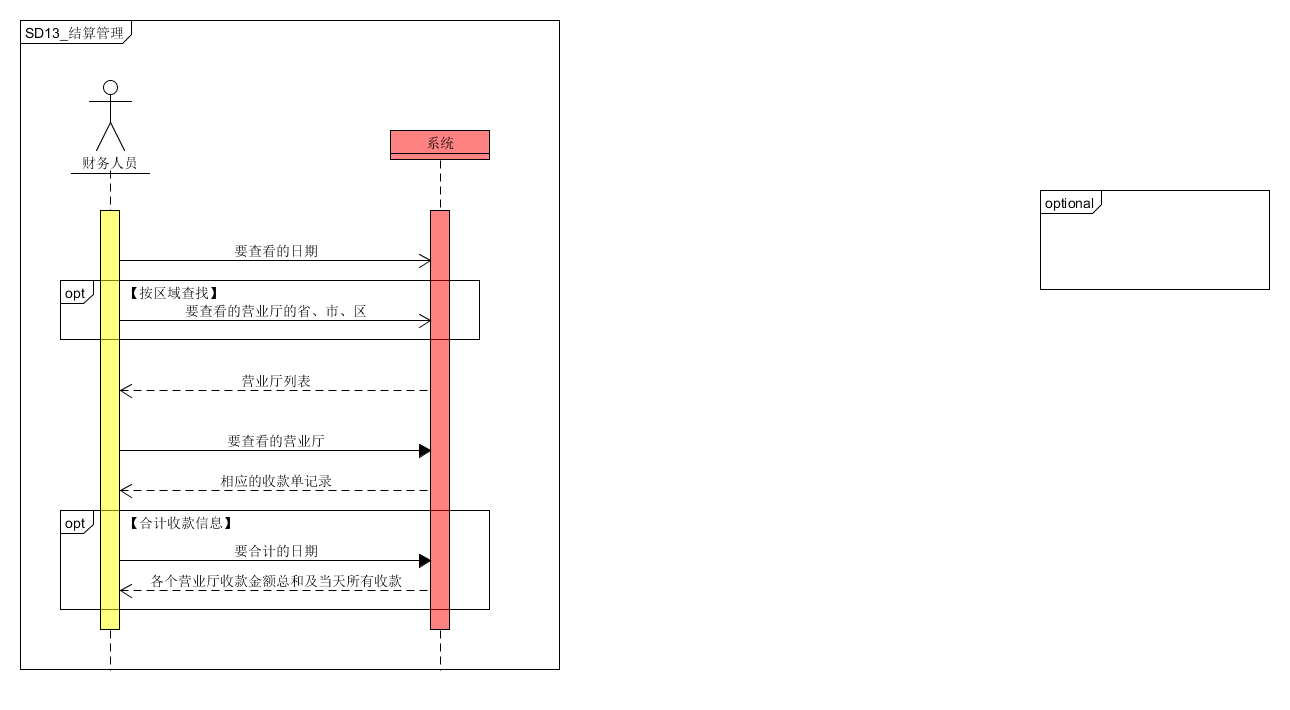 SD13_结算管理
财务人员
系统
要查看的日期
opt
【按区域查找】
要查看的营业厅的省、市、区
营业厅列表
要查看的营业厅
相应的收款单记录
opt
【合计收款信息】
要合计的日期
各个营业厅收款金额总和及当天所有收款
optional